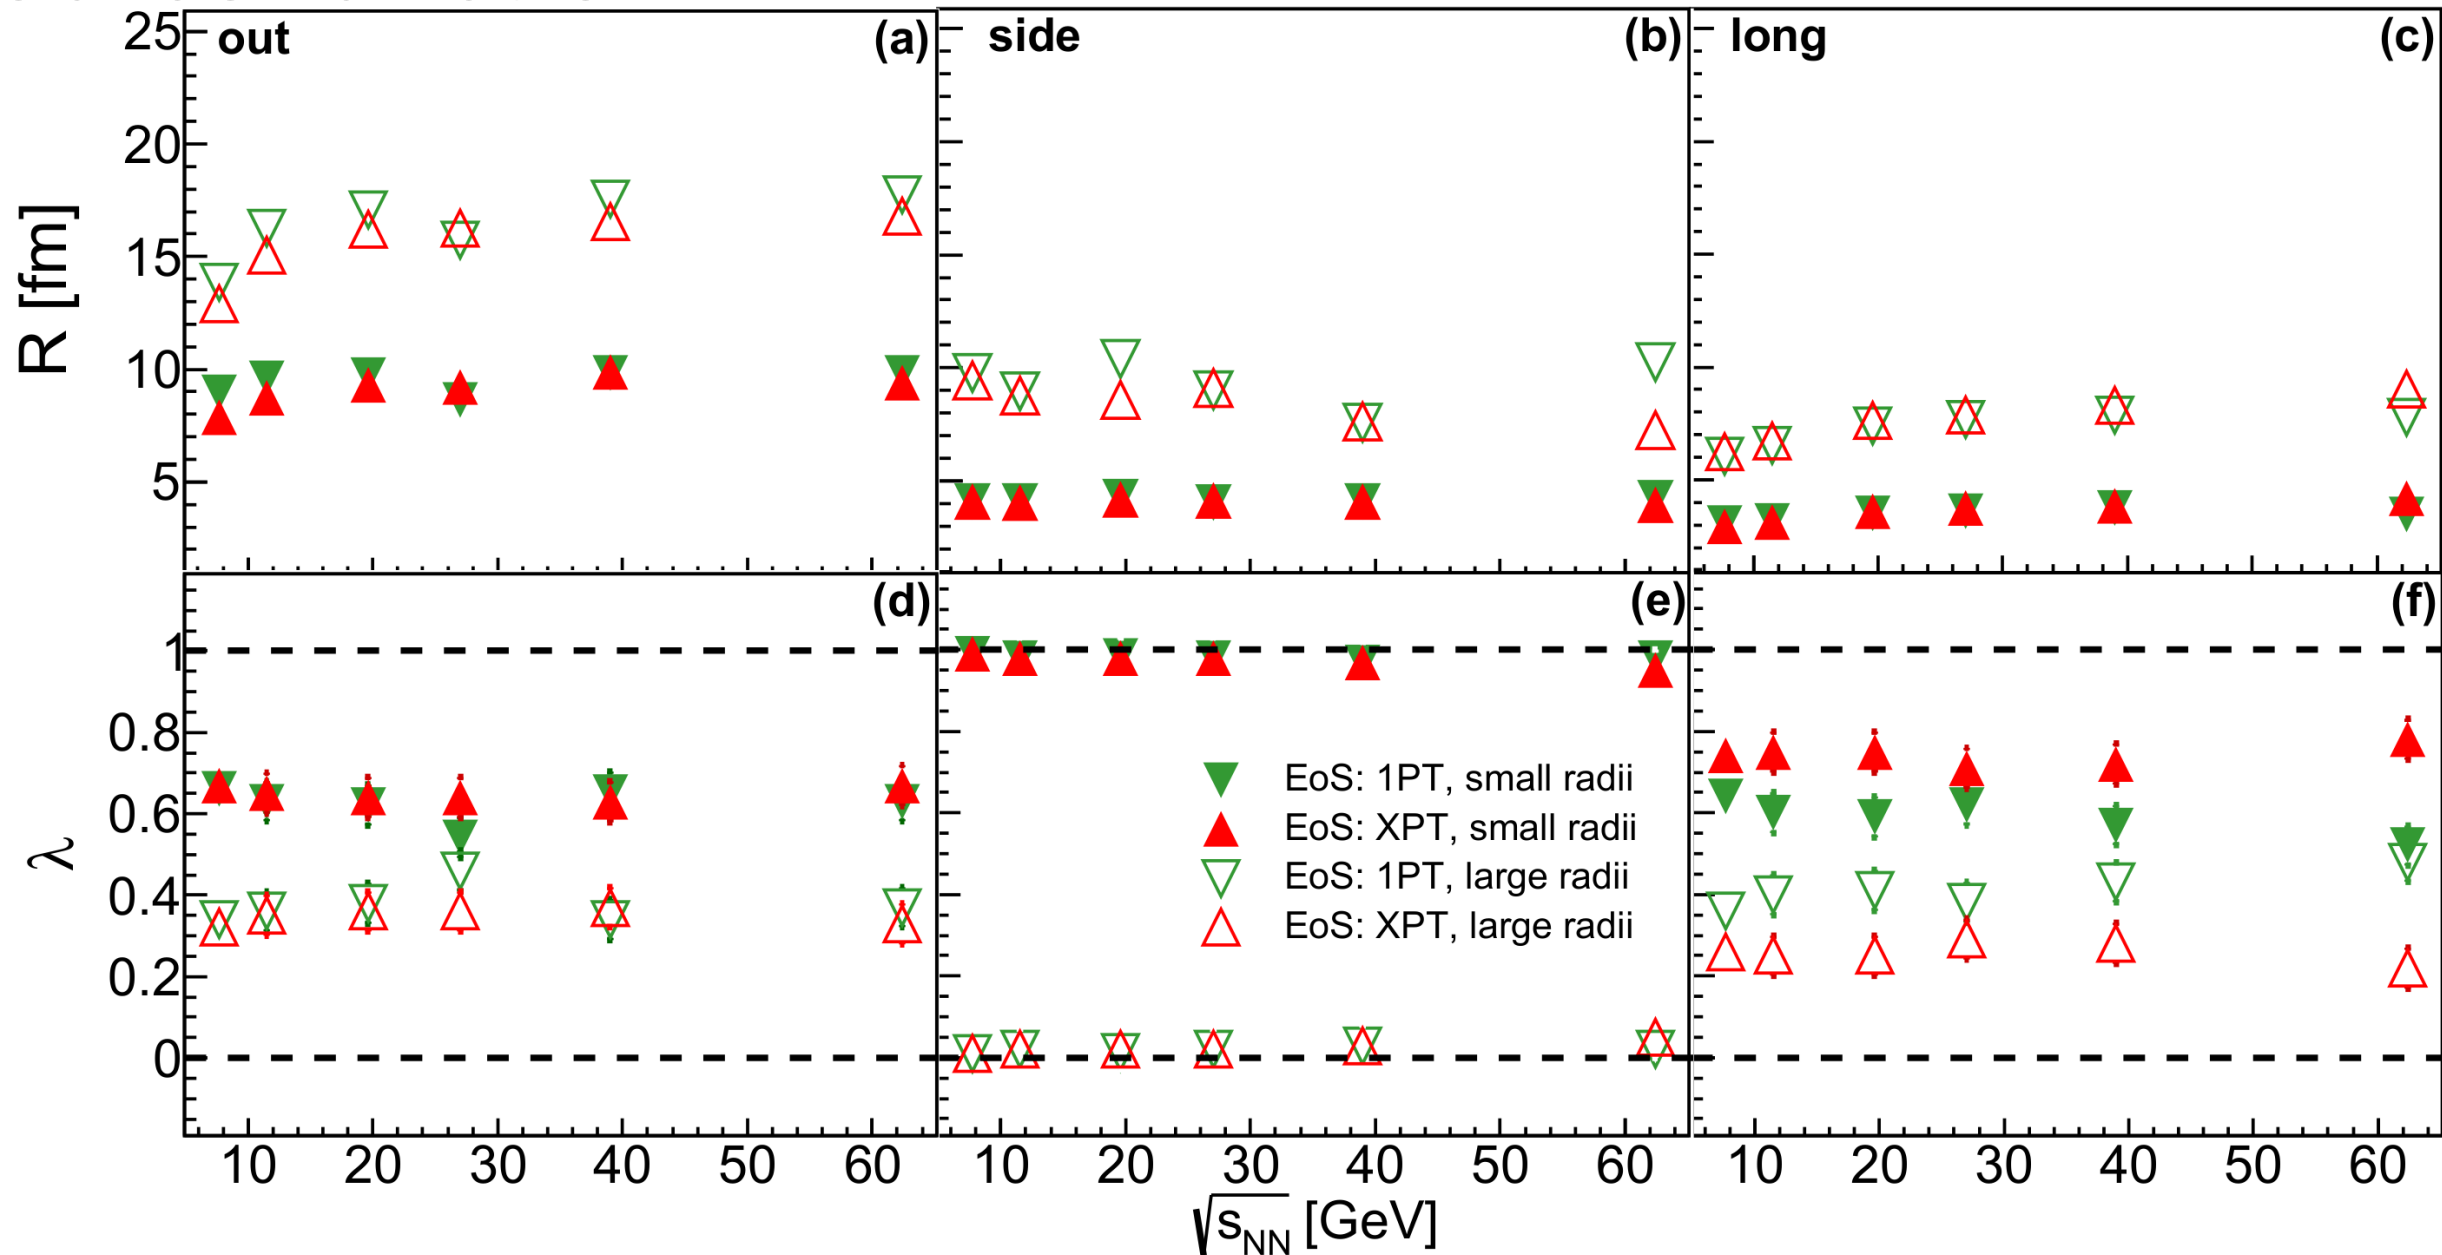 out (a) side (b) long (c)
25
20
15
10
5
R [fm]
(d) (e) (f)
1
0.8
0.6
0.4
0.2
0
λ
EoS: 1PT, small radii
EoS: XPT, small radii
EoS: 1PT, large radii
EoS: XPT, large radii
10 20 30 40 50 60 10 20 30 40 50 60 10 20 30 40 50 60
√sNN [GeV]